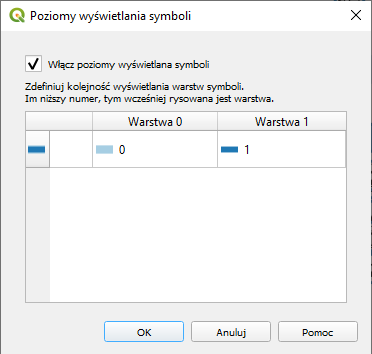 Poziomy wyświetlania symboli
Włącz poziomy wyświetlana symboli
Zdefiniuj kolejność wyświetlania warstw symboli.
Im niższy numer, tym wcześniej rysowana jest warstwa.
Warstwa 0 Warstwa 1
0 1
OK Anuluj Pomoc